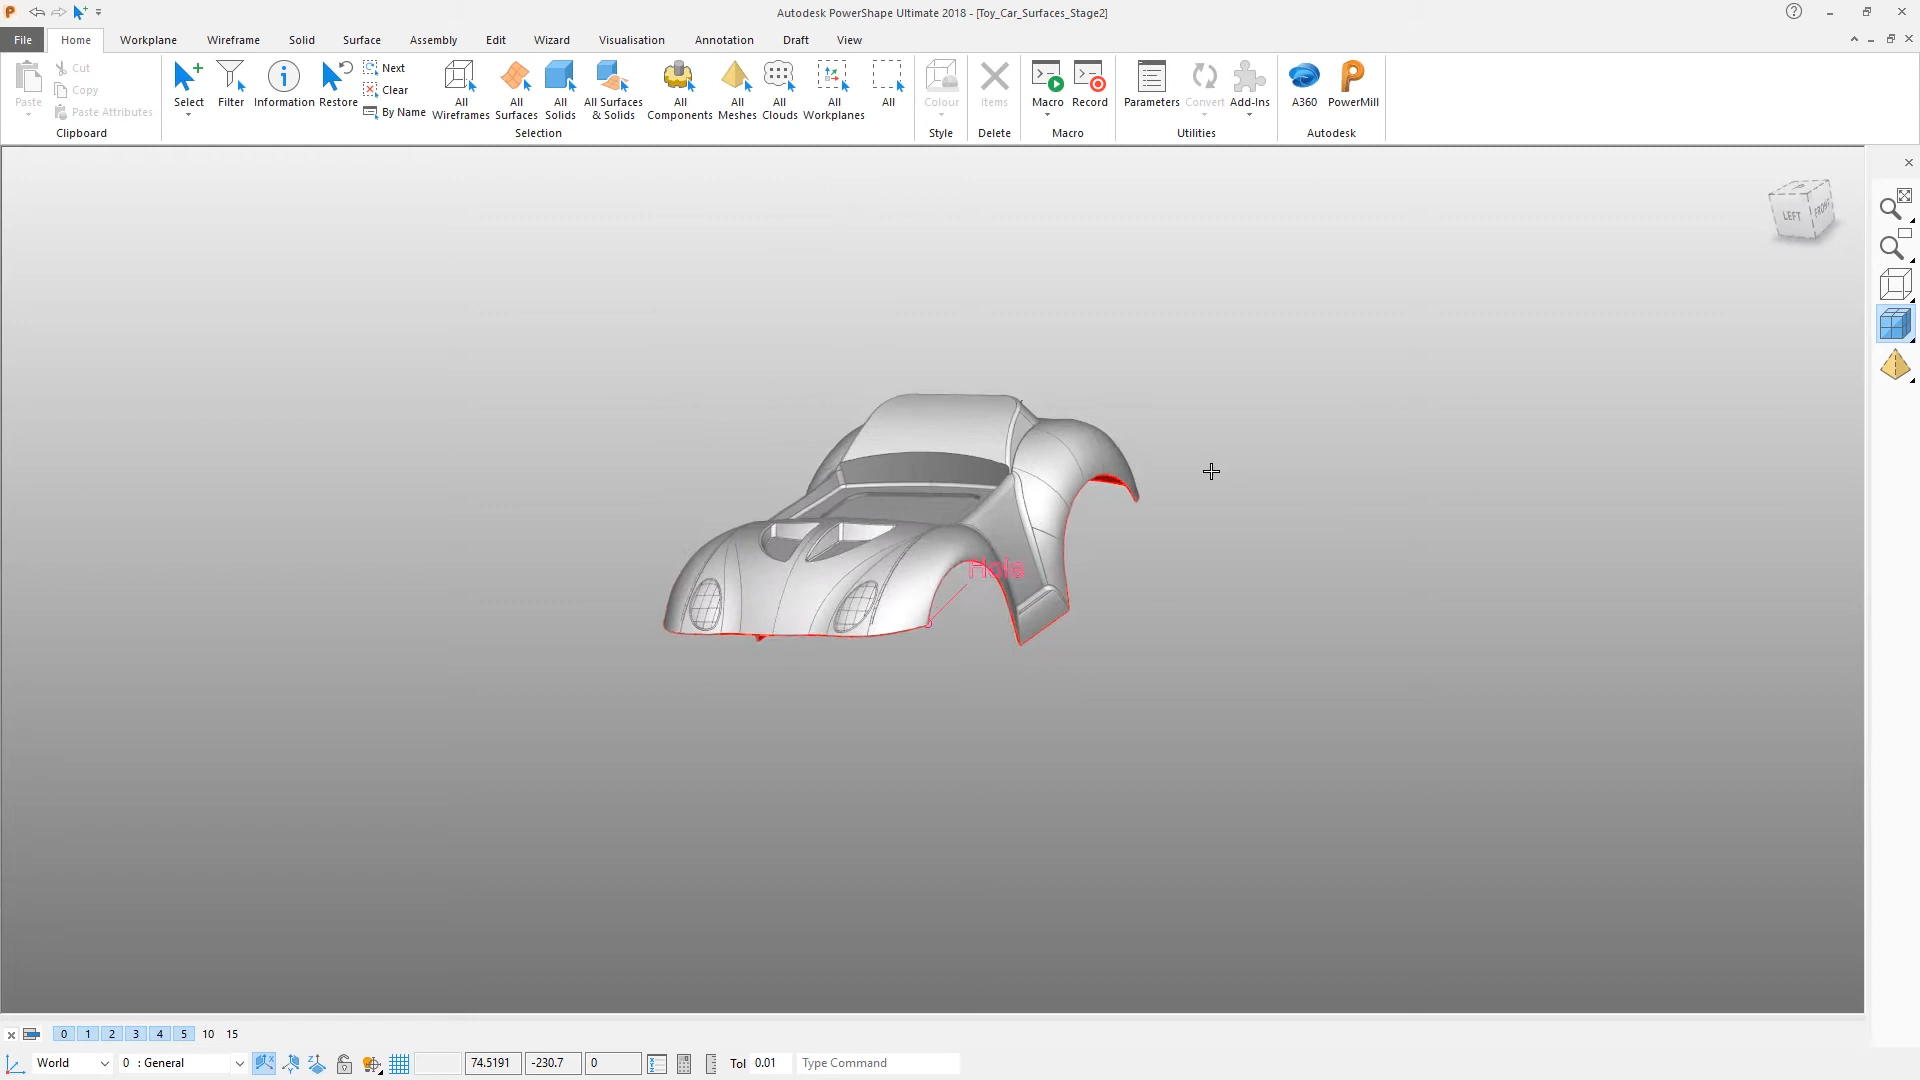 Autodesk PowerShape Ultimate 2018 - [Toy_Car_Surfaces_Stage2]
File Home Workplane Wireframe Solid Surface Assembly Edit Wizard Visualisation Annotation Draft View
Paste
Cut
Copy
Paste Attributes
Clipboard
Select
Filter
Information
Restore
Next
Clear
By Name
All Wireframes
All Surfaces
All Solids
All Surfaces & Solids
All Components
All Meshes
All Clouds
All Workplanes
All
Selection
Colour
Style
Items
Delete
Macro
Record
Macro
Parameters
Convert
Add-Ins
Utilities
A360
PowerMill
Autodesk
LEFT
FRONT
Hole
0 1 2 3 4 5 10 15
World 0 : General 74.5191 -230.7 0 Tol 0.01 Type Command